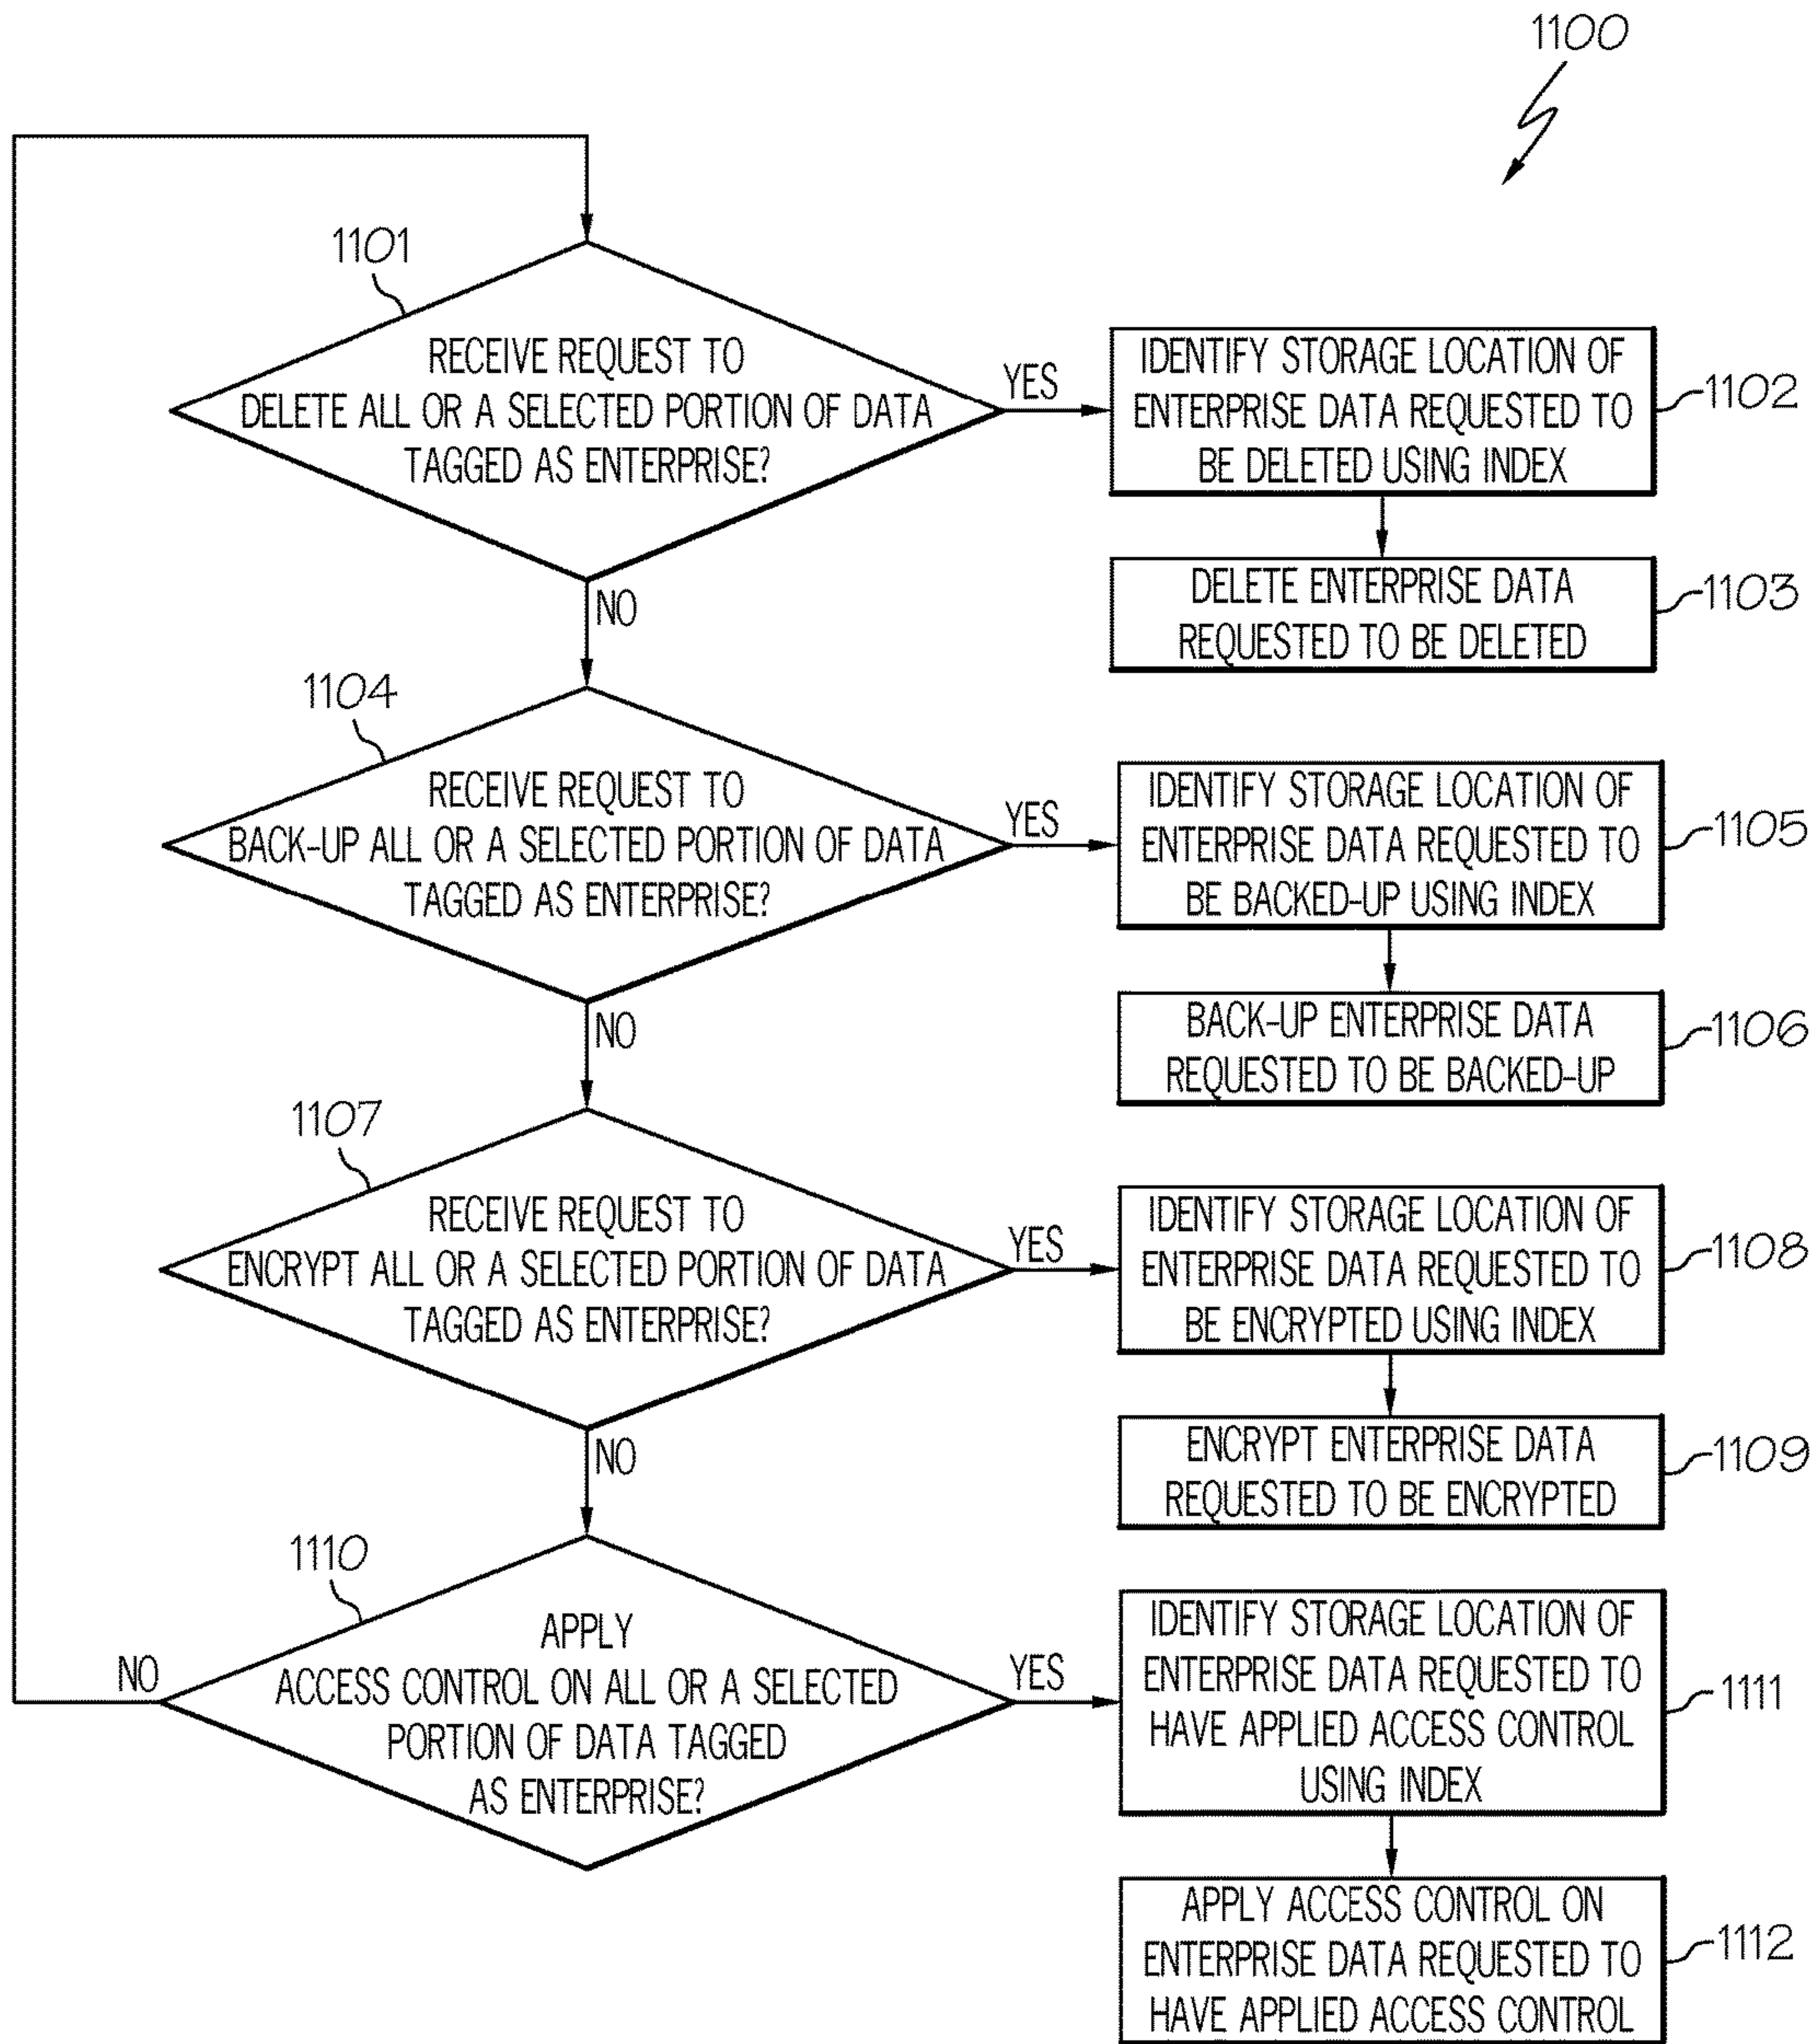 1100
1101
RECEIVE REQUEST TO
DELETE ALL OR A SELECTED PORTION OF DATA
TAGGED AS ENTERPRISE?
YES
IDENTIFY STORAGE LOCATION OF
ENTERPRISE DATA REQUESTED TO
BE DELETED USING INDEX
1102
DELETE ENTERPRISE DATA
REQUESTED TO BE DELETED
1103
NO
1104
RECEIVE REQUEST TO
BACK-UP ALL OR A SELECTED PORTION OF DATA
TAGGED AS ENTERPRISE?
YES
IDENTIFY STORAGE LOCATION OF
ENTERPRISE DATA REQUESTED TO
BE BACKED-UP USING INDEX
1105
BACK-UP ENTERPRISE DATA
REQUESTED TO BE BACKED-UP
1106
NO
1107
RECEIVE REQUEST TO
ENCRYPT ALL OR A SELECTED PORTION OF DATA
TAGGED AS ENTERPRISE?
YES
IDENTIFY STORAGE LOCATION OF
ENTERPRISE DATA REQUESTED TO
BE ENCRYPTED USING INDEX
1108
ENCRYPT ENTERPRISE DATA
REQUESTED TO BE ENCRYPTED
1109
NO
1110
APPLY
ACCESS CONTROL ON ALL OR A SELECTED
PORTION OF DATA TAGGED
AS ENTERPRISE?
NO
YES
IDENTIFY STORAGE LOCATION OF
ENTERPRISE DATA REQUESTED TO
HAVE APPLIED ACCESS CONTROL
USING INDEX
1111
APPLY ACCESS CONTROL ON
ENTERPRISE DATA REQUESTED TO
HAVE APPLIED ACCESS CONTROL
1112